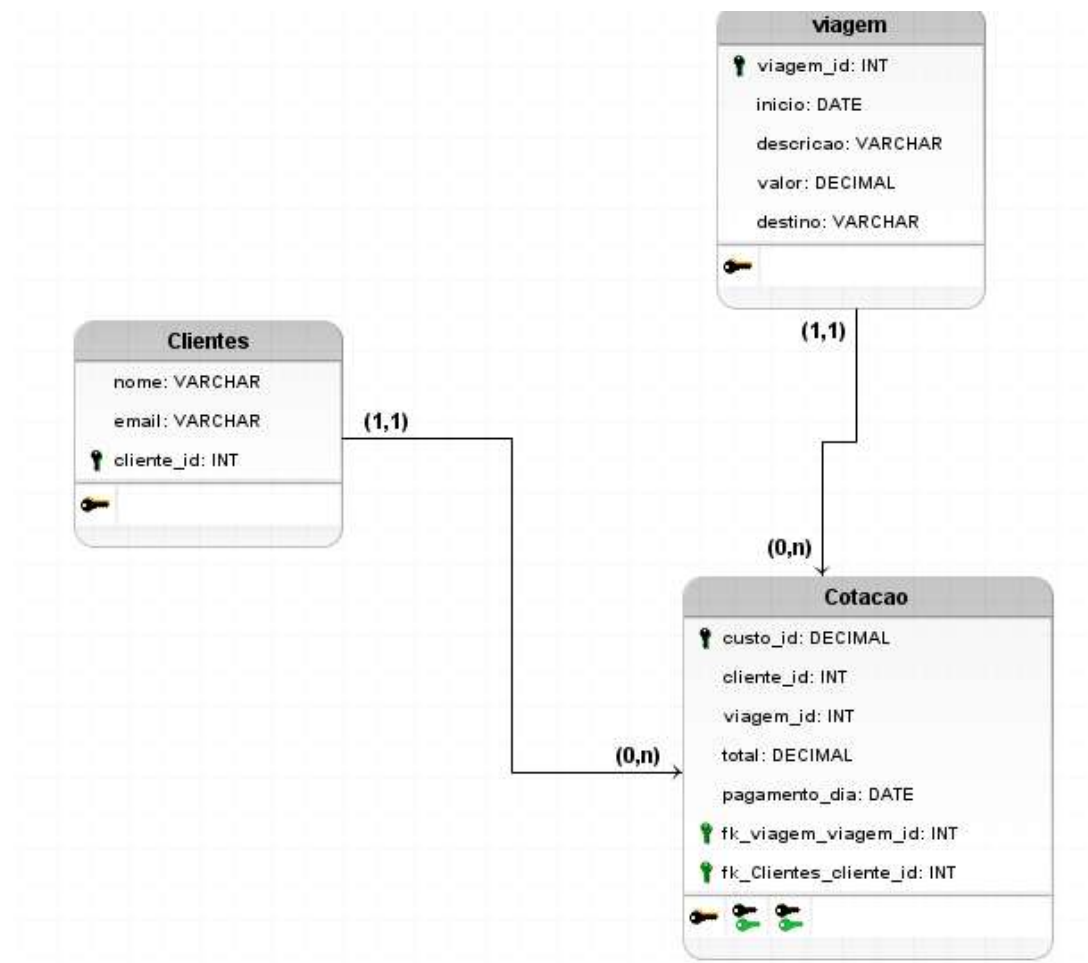 viagem
viagem_id: INT
inicio: DATE
descricao: VARCHAR
valor: DECIMAL
destino: VARCHAR
(1,1)
Clientes
nome: VARCHAR
email: VARCHAR
cliente_id: INT
(1,1)
(0,n)
Cotacao
custo_id: DECIMAL
cliente_id: INT
viagem_id: INT
total: DECIMAL
pagamento_dia: DATE
fk_viagem_viagem_id: INT
fk_Clientes_cliente_id: INT
(0,n)